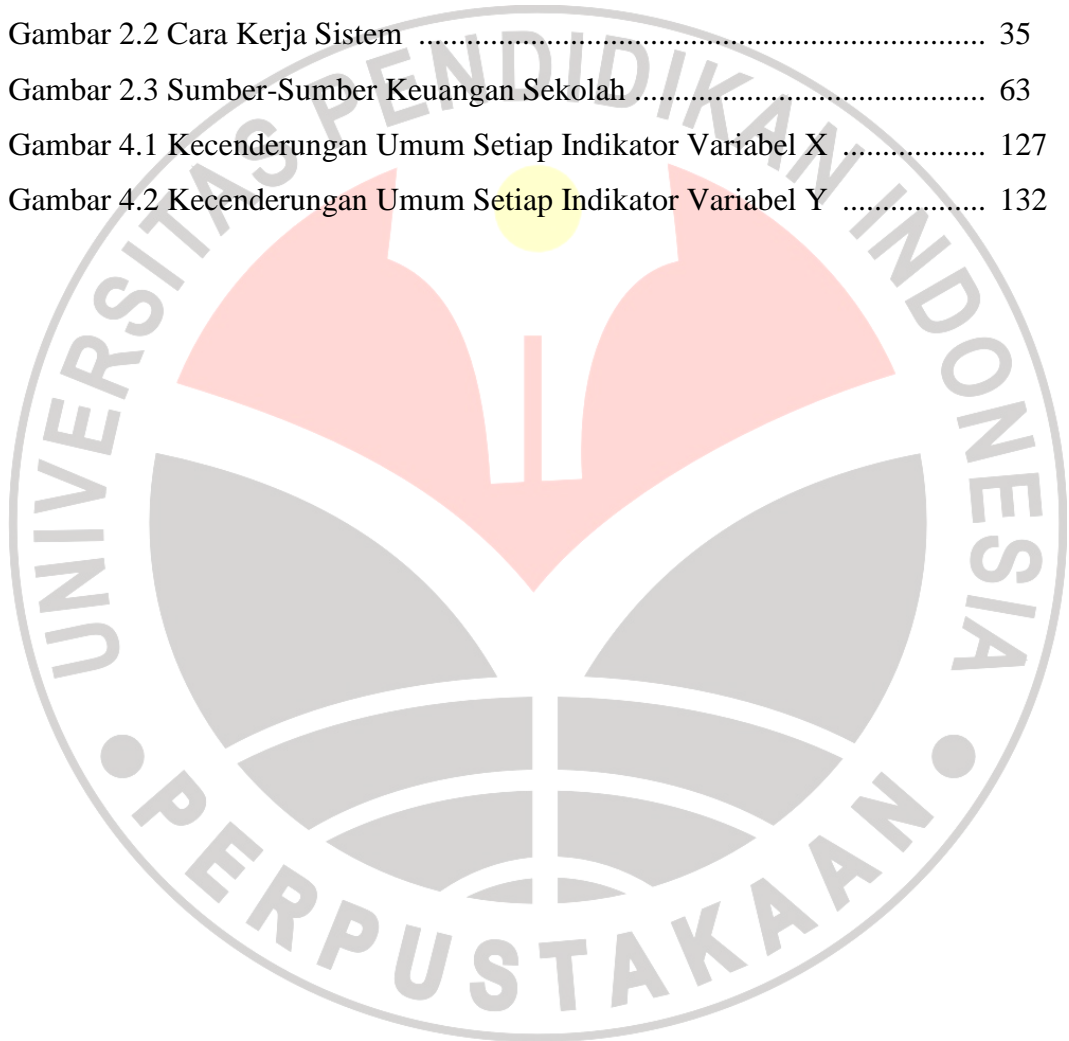 Gambar 2.2 Cara Kerja Sistem ....................................................................... 35
Gambar 2.3 Sumber-Sumber Keuangan Sekolah ............................................ 63
Gambar 4.1 Kecenderungan Umum Setiap Indikator Variabel X .................. 127
Gambar 4.2 Kecenderungan Umum Setiap Indikator Variabel Y .................. 132
UNIVERSITAS PENDIDIKAN INDONESIA
PERPUSTAKAAN